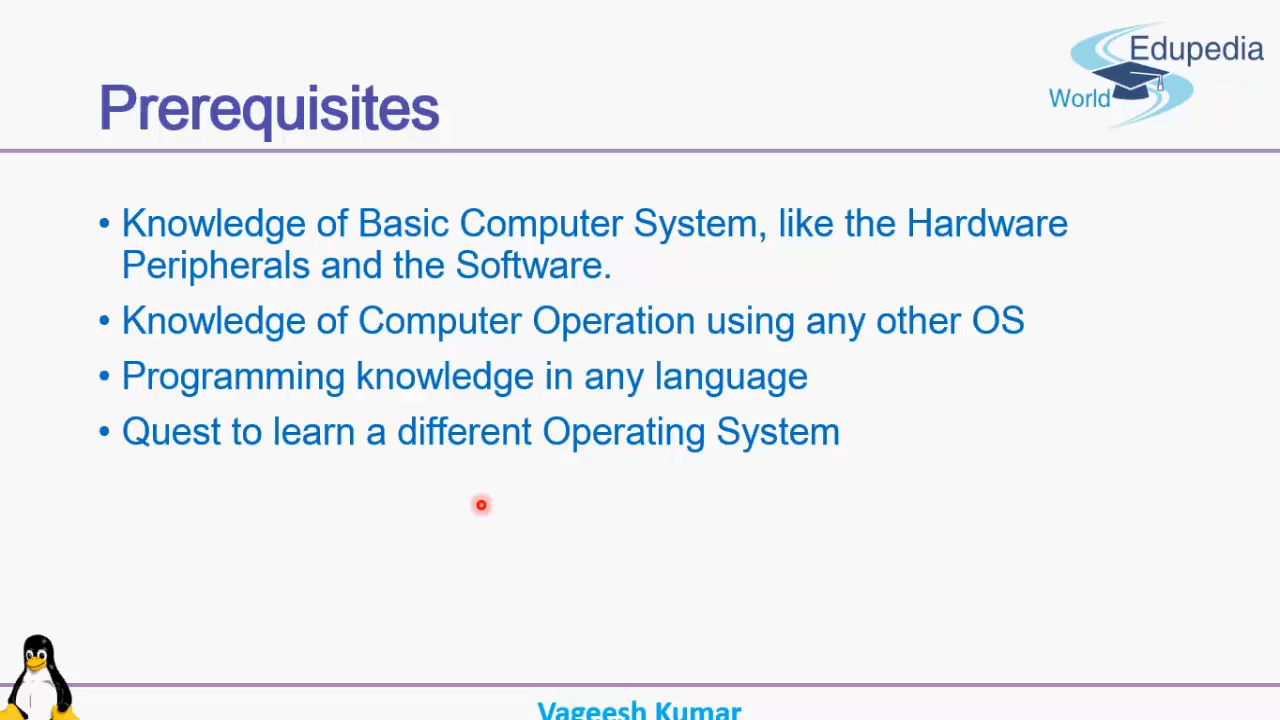 Edupedia
World
Prerequisites
• Knowledge of Basic Computer System, like the Hardware
Peripherals and the Software.
• Knowledge of Computer Operation using any other OS
• Programming knowledge in any language
• Quest to learn a different Operating System
Vageesh Kumar